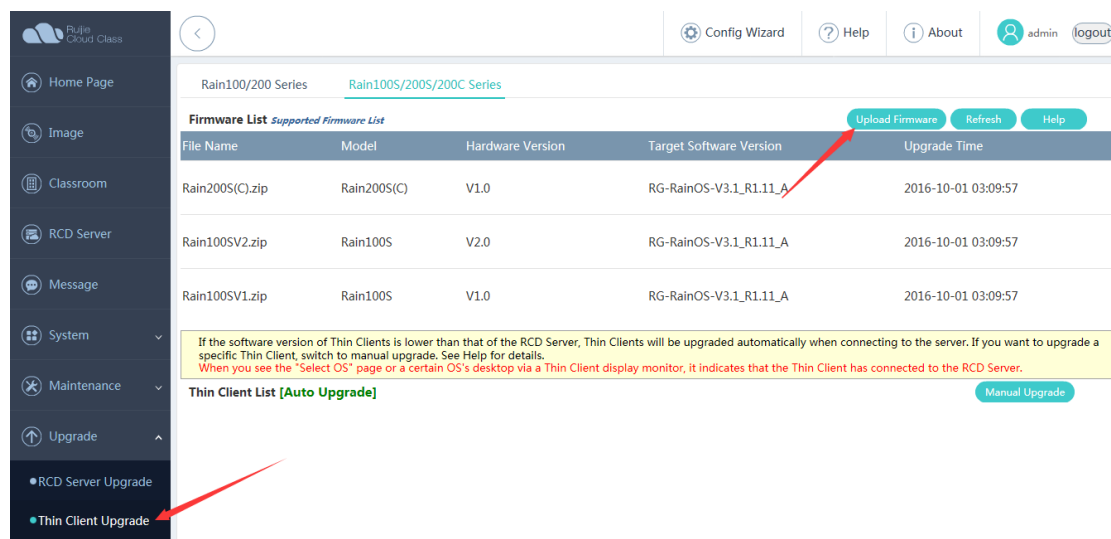 Ruijie
Cloud Class
Config Wizard
Help
About
admin
logout
Home Page
Image
Classroom
RCD Server
Message
System
Maintenance
Upgrade
RCD Server Upgrade
Thin Client Upgrade
Rain100/200 Series
Rain100S/200S/200C Series
Firmware List Supported Firmware List
Upload Firmware
Refresh
Help
File Name Model Hardware Version Target Software Version Upgrade Time
Rain200S(C).zip Rain200S(C) V1.0 RG-RainOS-V3.1_R1.11_A 2016-10-01 03:09:57
Rain100SV2.zip Rain100S V2.0 RG-RainOS-V3.1_R1.11_A 2016-10-01 03:09:57
Rain100SV1.zip Rain100S V1.0 RG-RainOS-V3.1_R1.11_A 2016-10-01 03:09:57
If the software version of Thin Clients is lower than that of the RCD Server, Thin Clients will be upgraded automatically when connecting to the server. If you want to upgrade a
specific Thin Client, switch to manual upgrade. See Help for details.
When you see the "Select OS" page or a certain OS's desktop via a Thin Client display monitor, it indicates that the Thin Client has connected to the RCD Server.
Thin Client List [Auto Upgrade]
Manual Upgrade